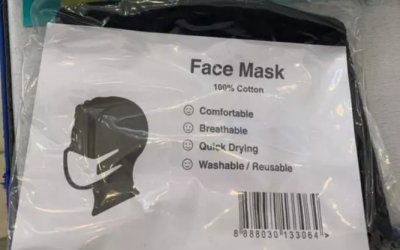 Face Mask
100% Cotton
Comfortable
Breathable
Quick Drying
Washable / Reusable
8 888030 133064 >